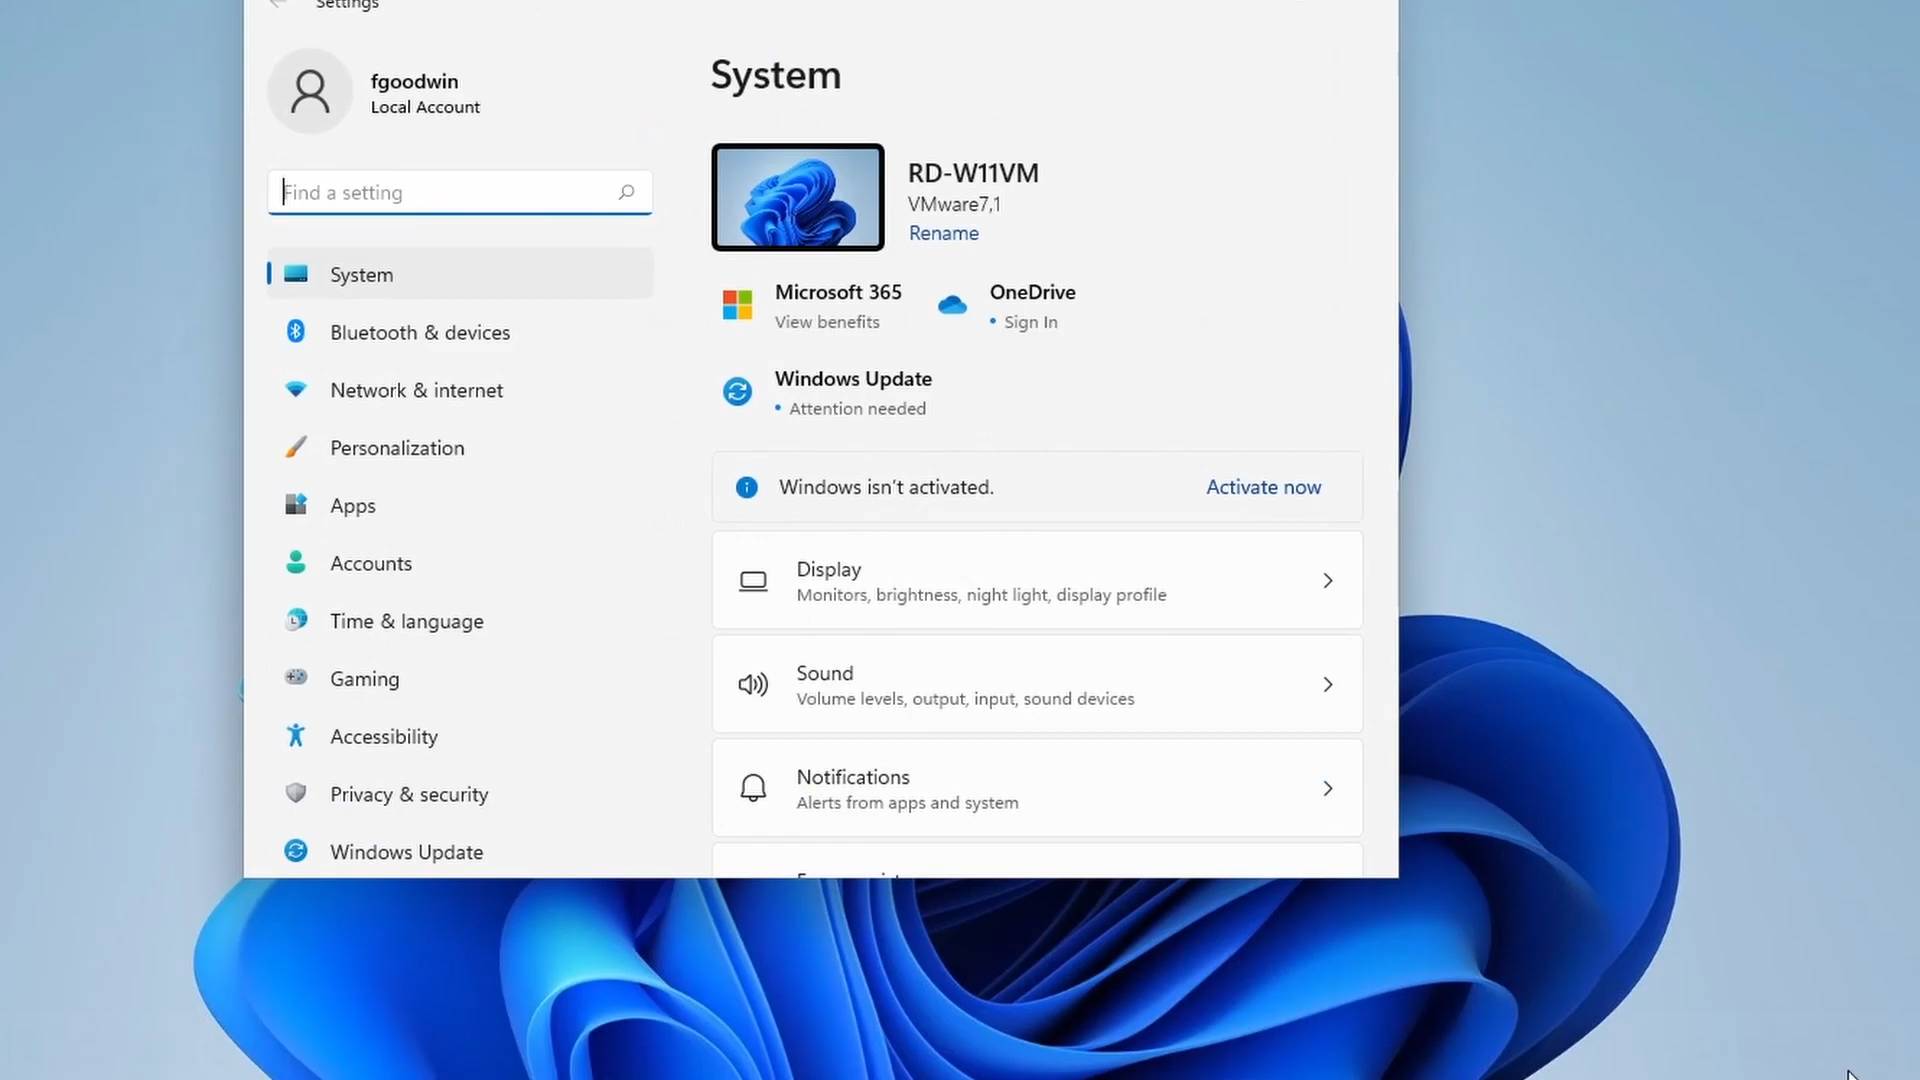 Settings
fgoodwin
Local Account
Find a setting
System
Bluetooth & devices
Network & internet
Personalization
Apps
Accounts
Time & language
Gaming
Accessibility
Privacy & security
Windows Update
System
RD-W11VM
VMware7,1
Rename
Microsoft 365
View benefits
OneDrive
• Sign In
Windows Update
• Attention needed
Windows isn't activated.
Activate now
Display
Monitors, brightness, night light, display profile
Sound
Volume levels, output, input, sound devices
Notifications
Alerts from apps and system